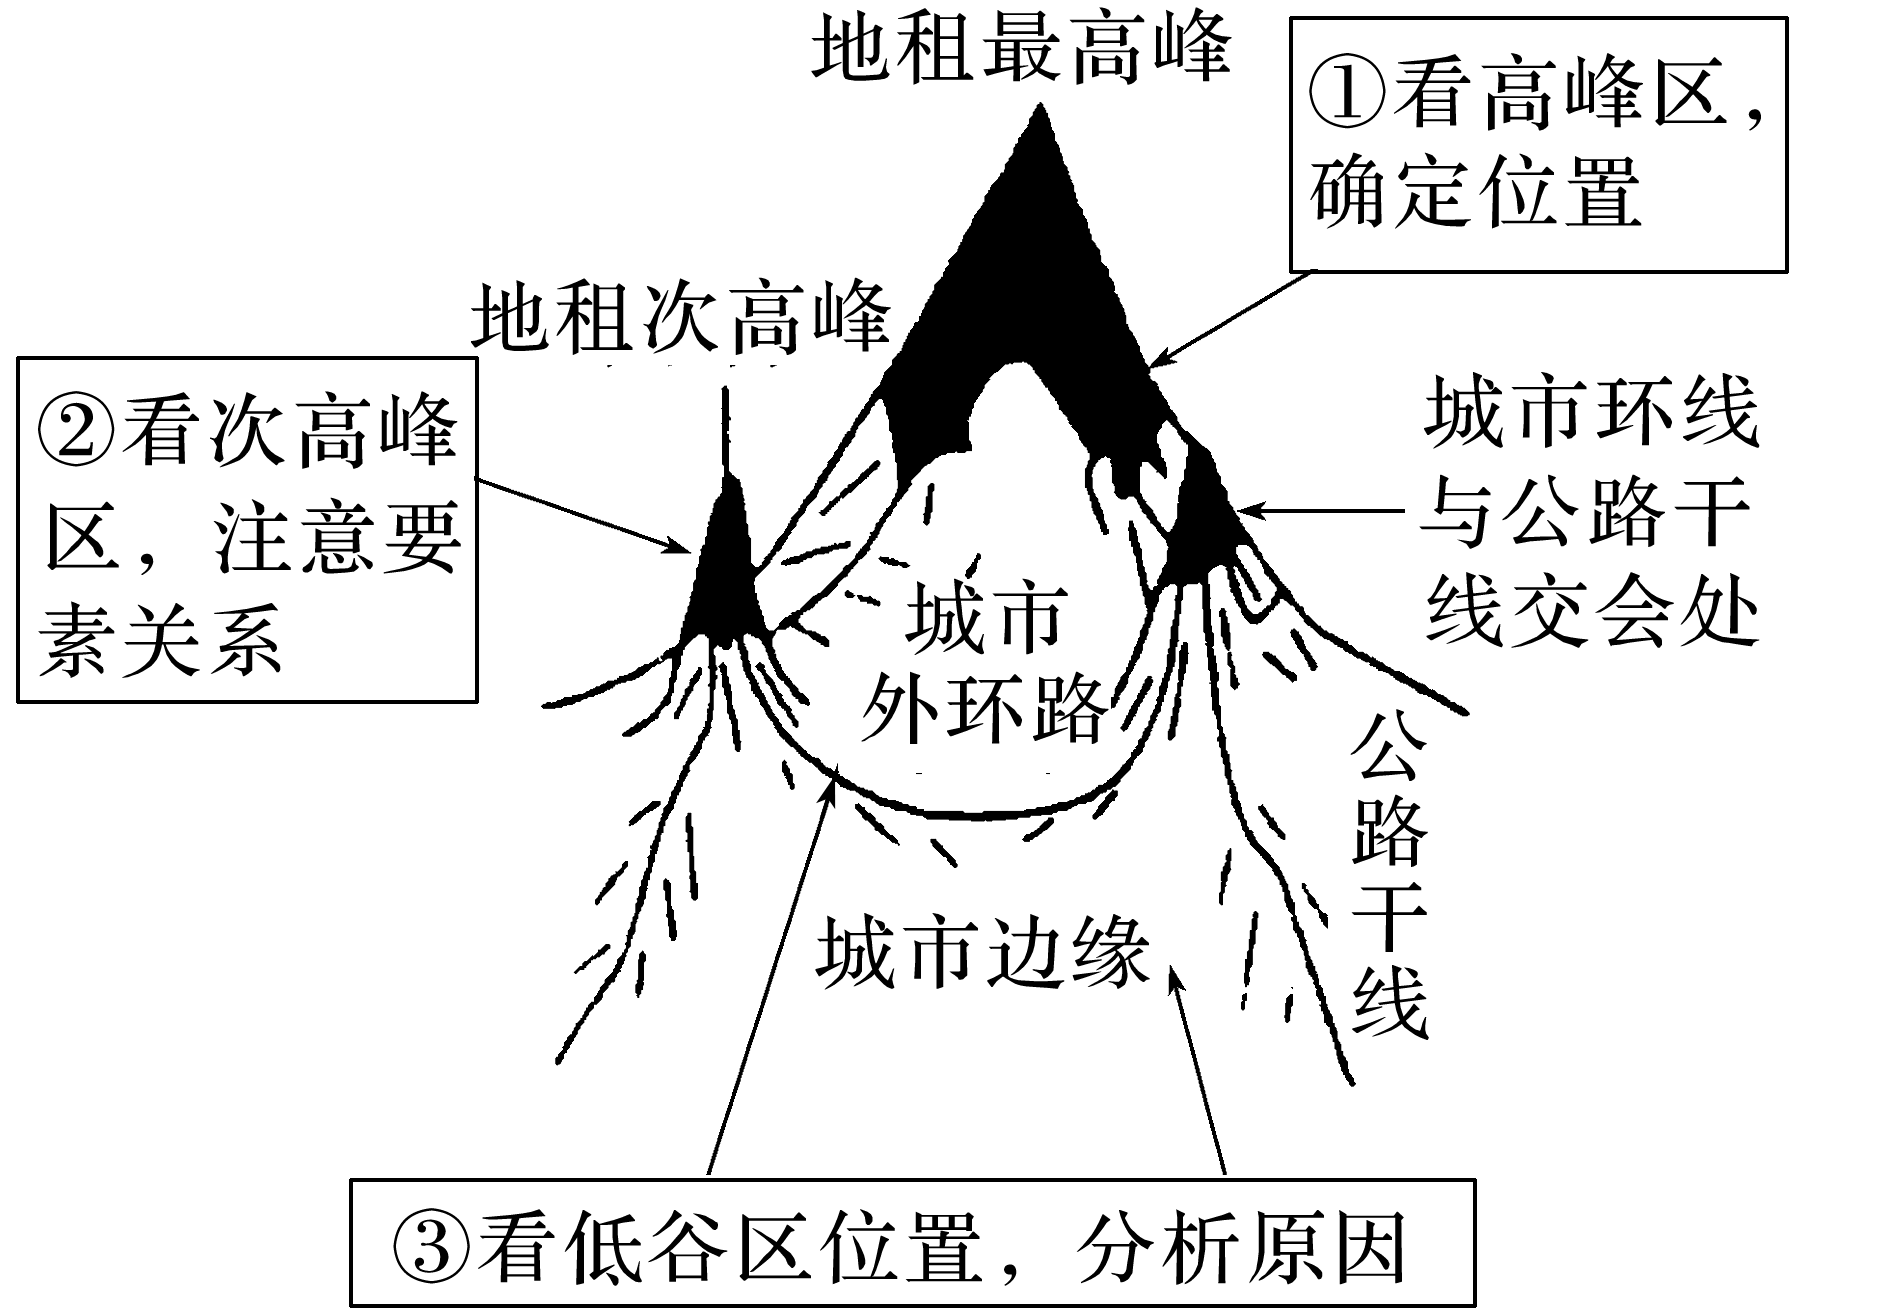 地租最高峰
①看高峰区，
确定位置
地租次高峰
②看次高峰
区，注意要
素关系
城市环线
与公路干
线交会处
城市
外环路
公路干线
城市边缘
③看低谷区位置，分析原因